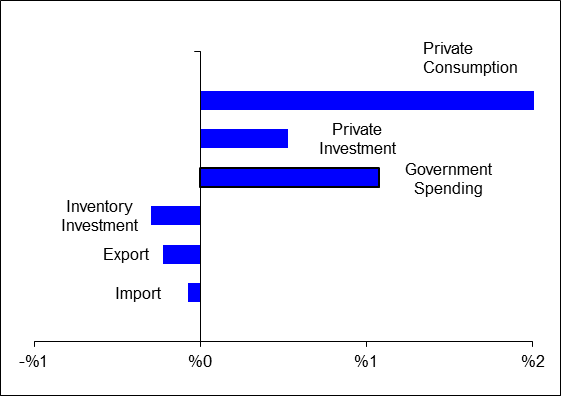 Private
Consumption
Private
Investment
Government
Spending
Inventory
Investment
Export
Import
-%1
%0
%1
%2